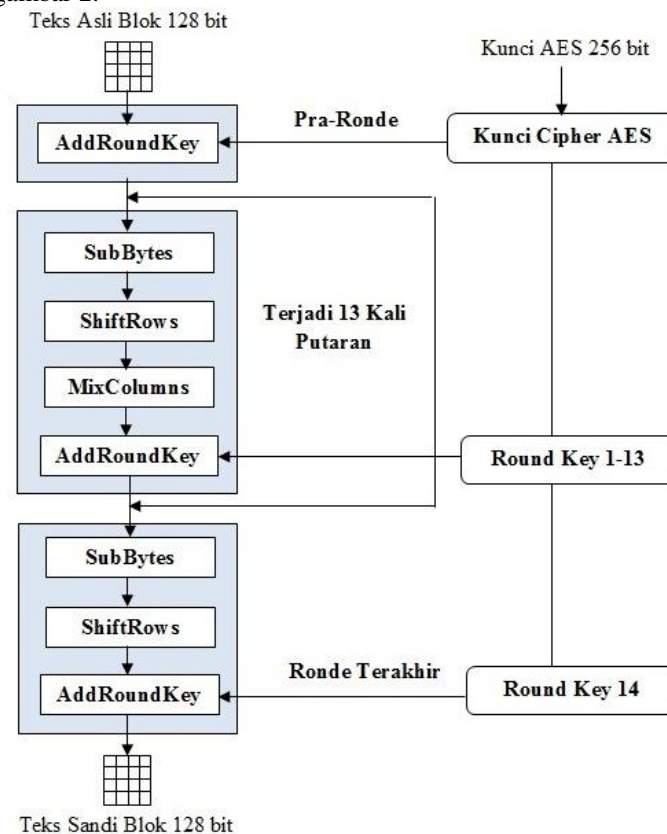 gambar 2.
Teks Asli Blok 128 bit
Kunci AES 256 bit
Pra-Ronde
AddRoundKey
Kunci Cipher AES
SubBytes
ShiftRows
Terjadi 13 Kali
Putaran
MixColumns
AddRoundKey
Round Key 1-13
SubBytes
ShiftRows
Ronde Terakhir
AddRoundKey
Round Key 14
Teks Sandi Blok 128 bit